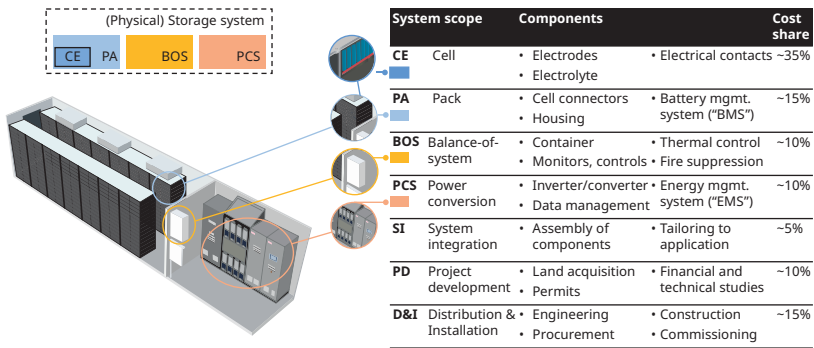 (Physical) Storage system
CE PA BOS PCS
System scope Components Cost share
CE Cell • Electrodes • Electrical contacts ~35%
• Electrolyte
PA Pack • Cell connectors • Battery mgmt. ~15%
• Housing system (“BMS”)
BOS Balance-of- • Container • Thermal control ~10%
system • Monitors, controls • Fire suppression
PCS Power • Inverter/converter • Energy mgmt. ~10%
conversion • Data management system (“EMS”)
SI System • Assembly of • Tailoring to ~5%
integration components application
PD Project • Land acquisition • Financial and ~10%
development • Permits technical studies
D&I Distribution & • Engineering • Construction ~15%
Installation • Procurement • Commissioning